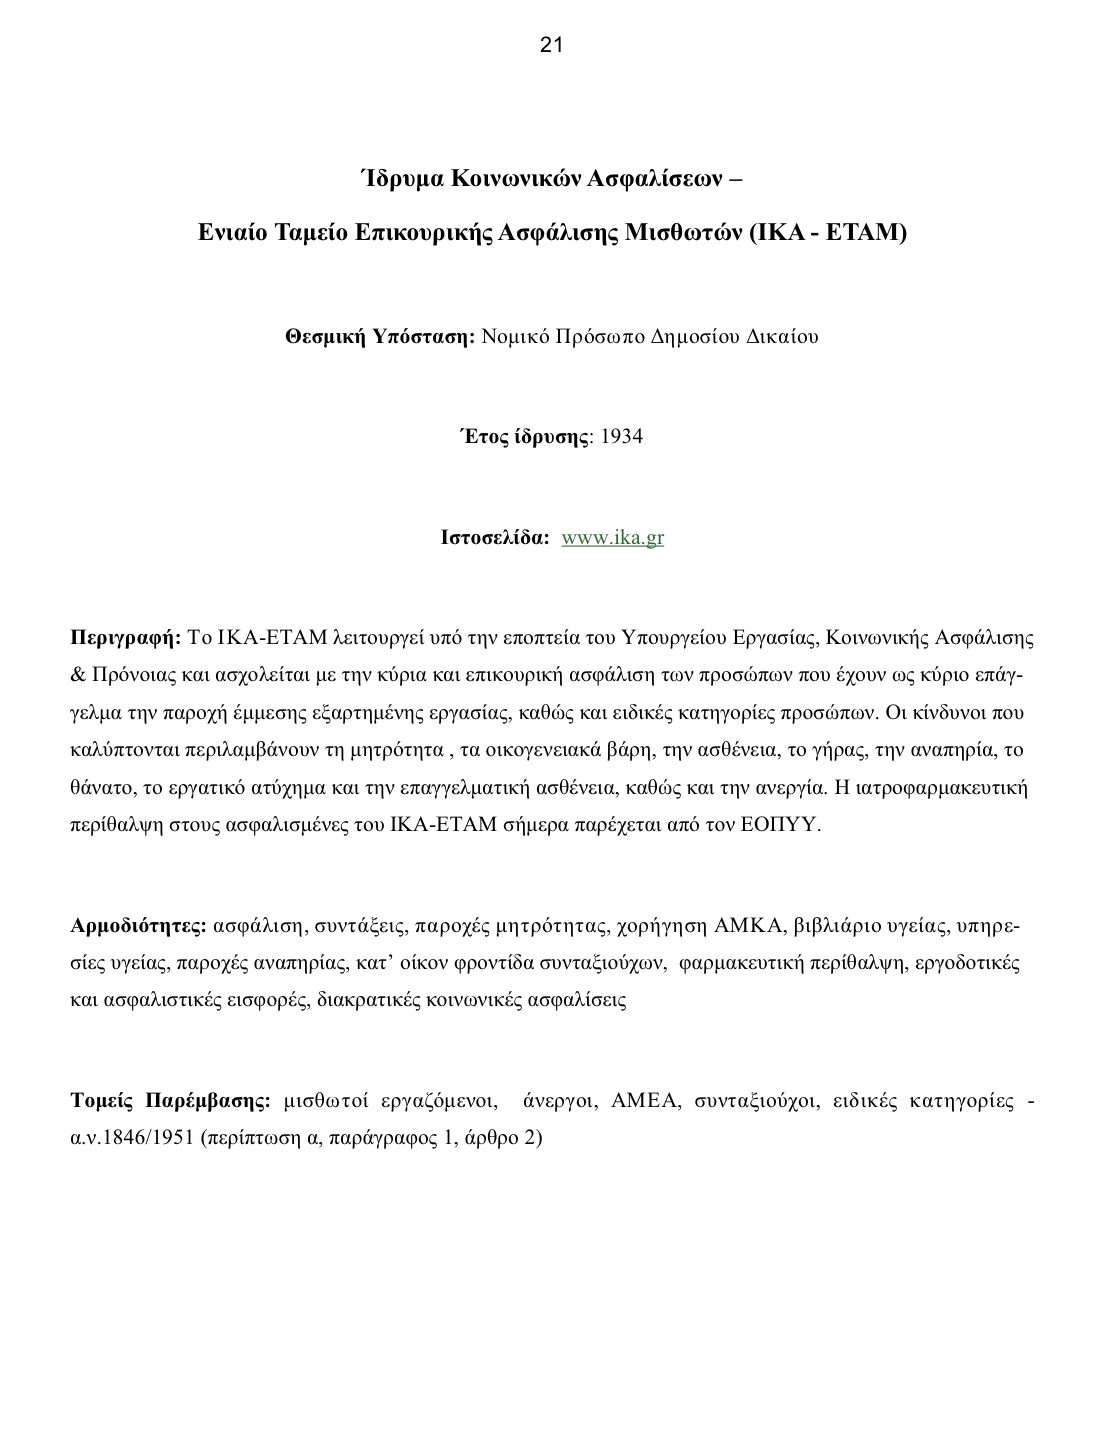 21
Ίδρυμα Κοινωνικών Ασφαλίσεων –
Ενιαίο Ταμείο Επικουρικής Ασφάλισης Μισθωτών (ΙΚΑ - ΕΤΑΜ)
Θεσμική Υπόσταση: Νομικό Πρόσωπο Δημοσίου Δικαίου
Έτος ίδρυσης: 1934
Ιστοσελίδα: www.ika.gr
Περιγραφή: Το ΙΚΑ-ΕΤΑΜ λειτουργεί υπό την εποπτεία του Υπουργείου Εργασίας, Κοινωνικής Ασφάλισης
& Πρόνοιας και ασχολείται με την κύρια και επικουρική ασφάλιση των προσώπων που έχουν ως κύριο επάγ-
γελμα την παροχή έμμεσης εξαρτημένης εργασίας, καθώς και ειδικές κατηγορίες προσώπων. Οι κίνδυνοι που
καλύπτονται περιλαμβάνουν τη μητρότητα , τα οικογενειακά βάρη, την ασθένεια, το γήρας, την αναπηρία, το
θάνατο, το εργατικό ατύχημα και την επαγγελματική ασθένεια, καθώς και την ανεργία. Η ιατροφαρμακευτική
περίθαλψη στους ασφαλισμένες του ΙΚΑ-ΕΤΑΜ σήμερα παρέχεται από τον ΕΟΠΥΥ.
Αρμοδιότητες: ασφάλιση, συντάξεις, παροχές μητρότητας, χορήγηση ΑΜΚΑ, βιβλιάριο υγείας, υπηρε-
σίες υγείας, παροχές αναπηρίας, κατ’ οίκον φροντίδα συνταξιούχων, φαρμακευτική περίθαλψη, εργοδοτικές
και ασφαλιστικές εισφορές, διακρατικές κοινωνικές ασφαλίσεις
Τομείς Παρέμβασης: μισθωτοί εργαζόμενοι, άνεργοι, ΑΜΕΑ, συνταξιούχοι, ειδικές κατηγορίες -
α.ν.1846/1951 (περίπτωση α, παράγραφος 1, άρθρο 2)